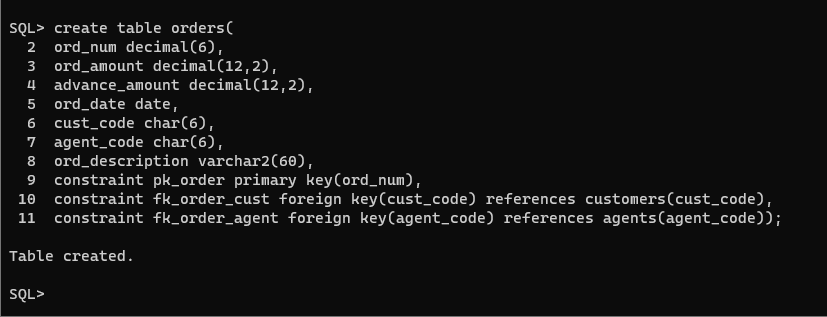 SQL> create table orders(
  2  ord_num decimal(6),
  3  ord_amount decimal(12,2),
  4  advance_amount decimal(12,2),
  5  ord_date date,
  6  cust_code char(6),
  7  agent_code char(6),
  8  ord_description varchar2(60),
  9  constraint pk_order primary key(ord_num),
 10  constraint fk_order_cust foreign key(cust_code) references customers(cust_code),
 11  constraint fk_order_agent foreign key(agent_code) references agents(agent_code));
Table created.
SQL>